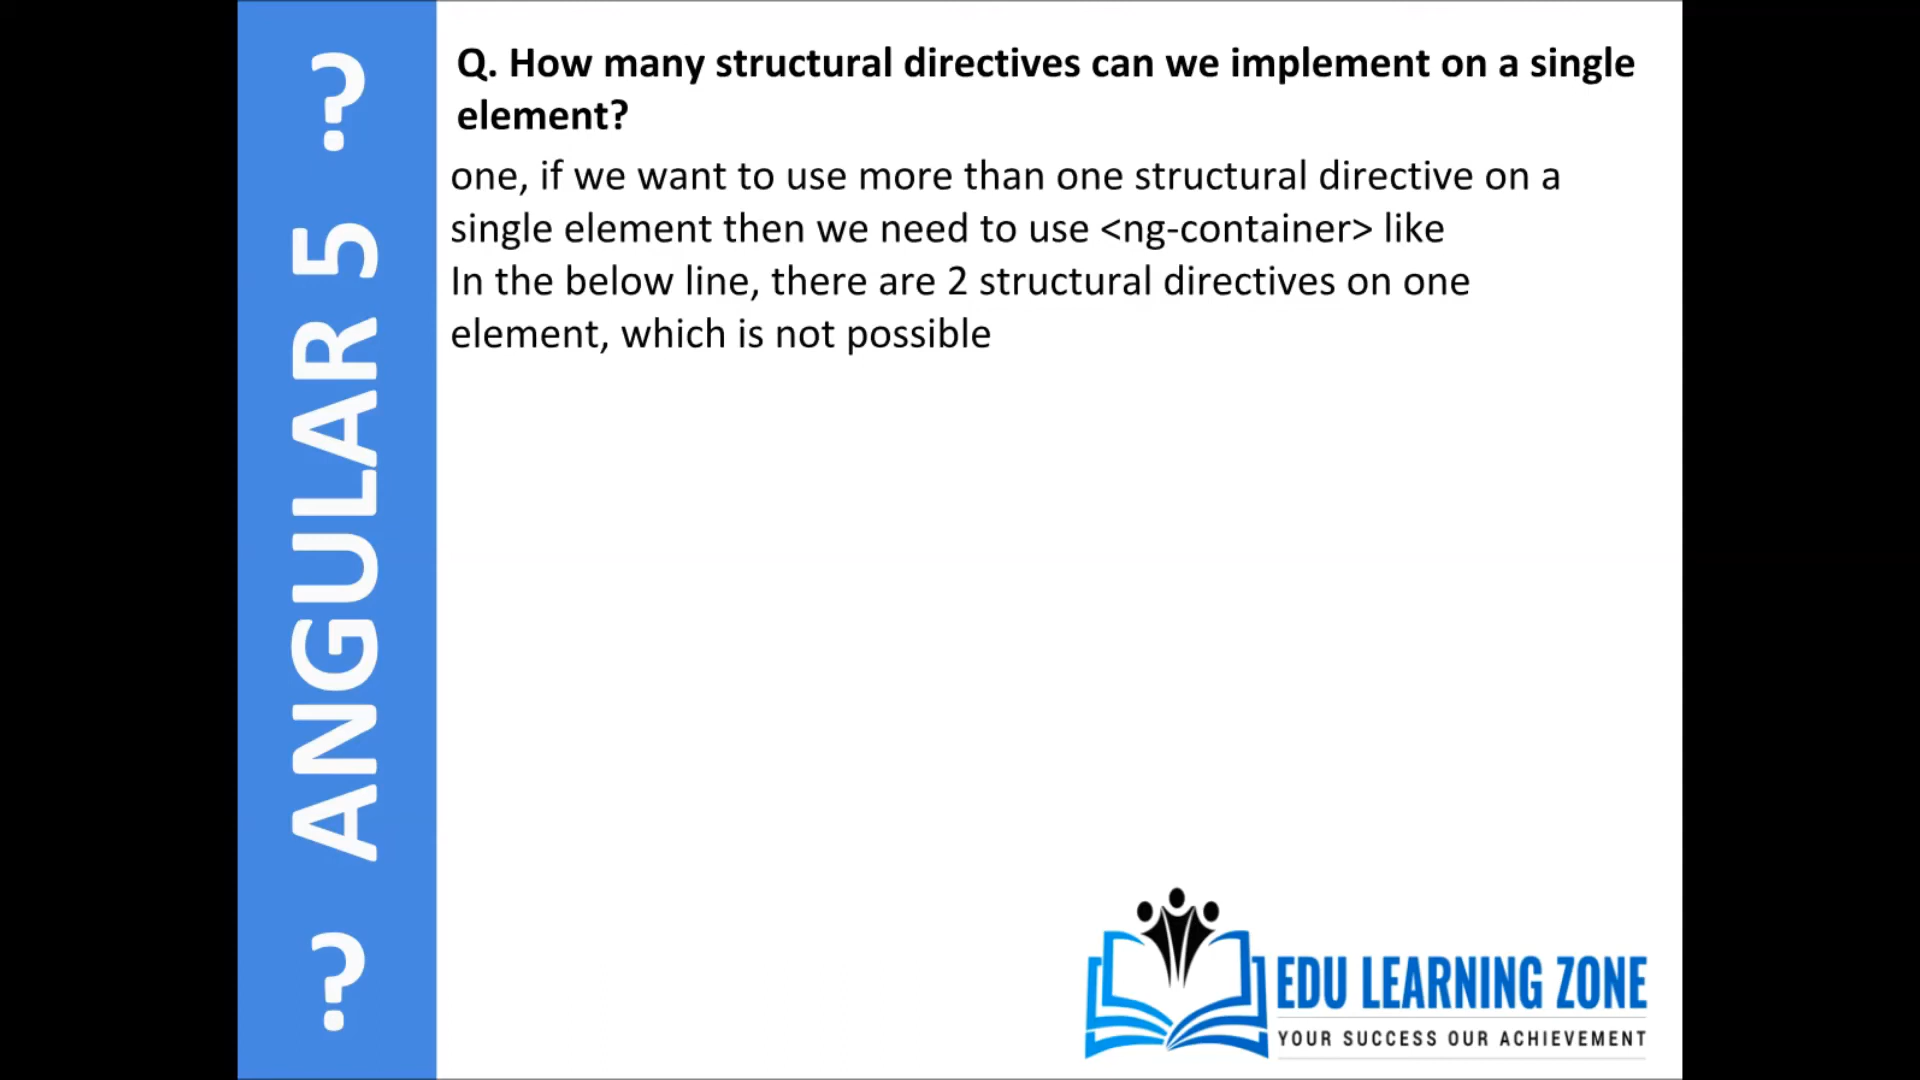 ? ANGULAR 5 ?
Q. How many structural directives can we implement on a single
element?
one, if we want to use more than one structural directive on a
single element then we need to use <ng-container> like
In the below line, there are 2 structural directives on one
element, which is not possible
EDU LEARNING ZONE
YOUR SUCCESS OUR ACHIEVEMENT